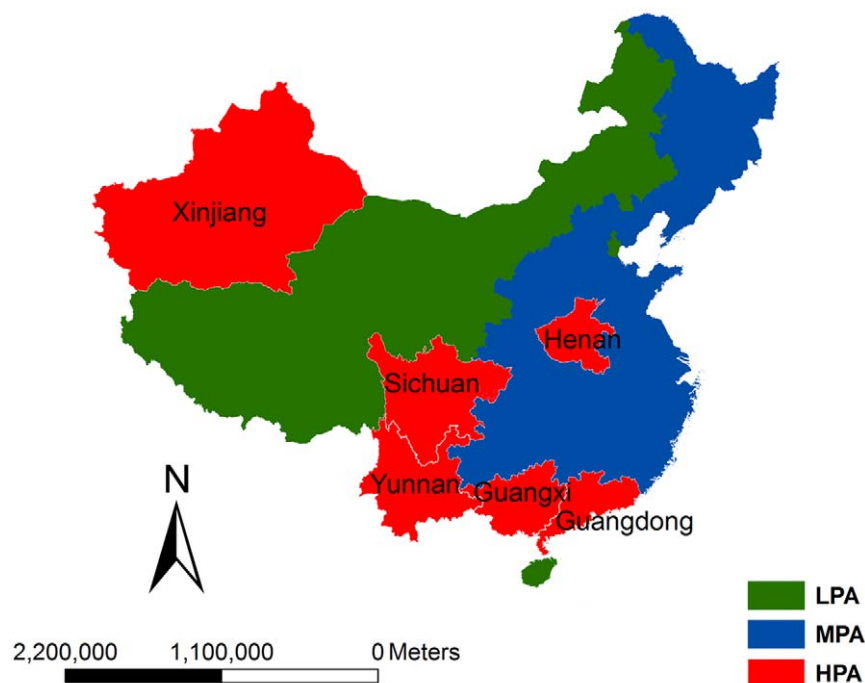 Xinjiang
Henan
Sichuan
Yunnan
Guangxi
Guangdong
N
LPA
MPA
HPA
2,200,000 1,100,000 0 Meters